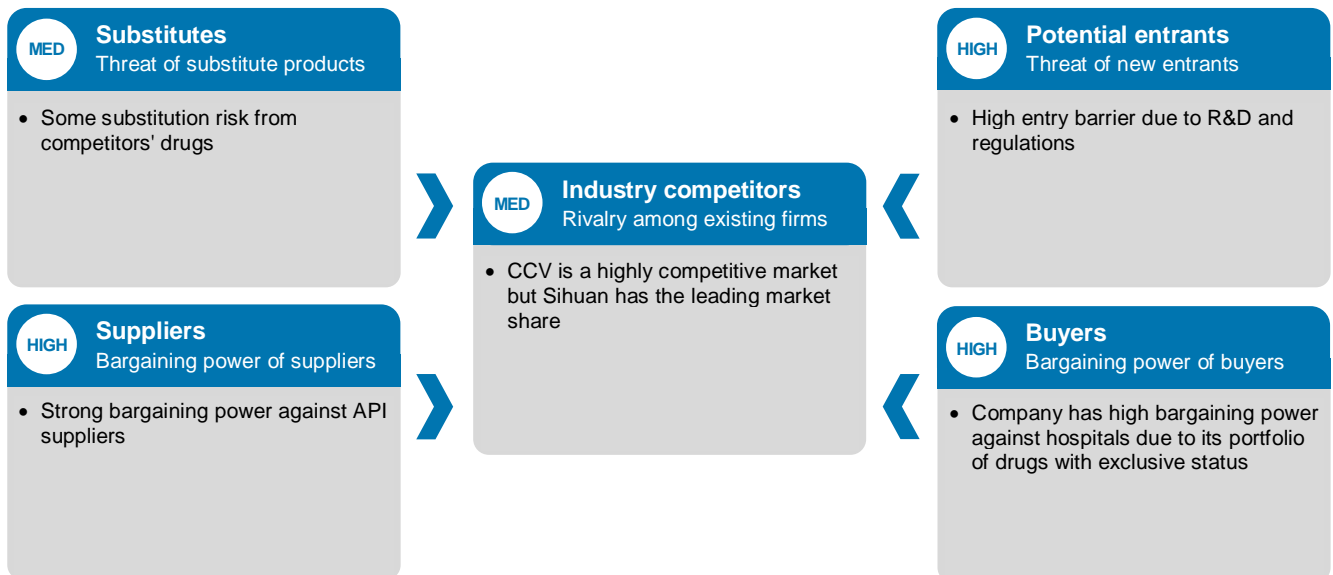 MED
Substitutes
Threat of substitute products
• Some substitution risk from
competitors' drugs
HIGH
Potential entrants
Threat of new entrants
• High entry barrier due to R&D and
regulations
MED
Industry competitors
Rivalry among existing firms
• CCV is a highly competitive market
but Sihuan has the leading market
share
HIGH
Suppliers
Bargaining power of suppliers
• Strong bargaining power against API
suppliers
HIGH
Buyers
Bargaining power of buyers
• Company has high bargaining power
against hospitals due to its portfolio
of drugs with exclusive status